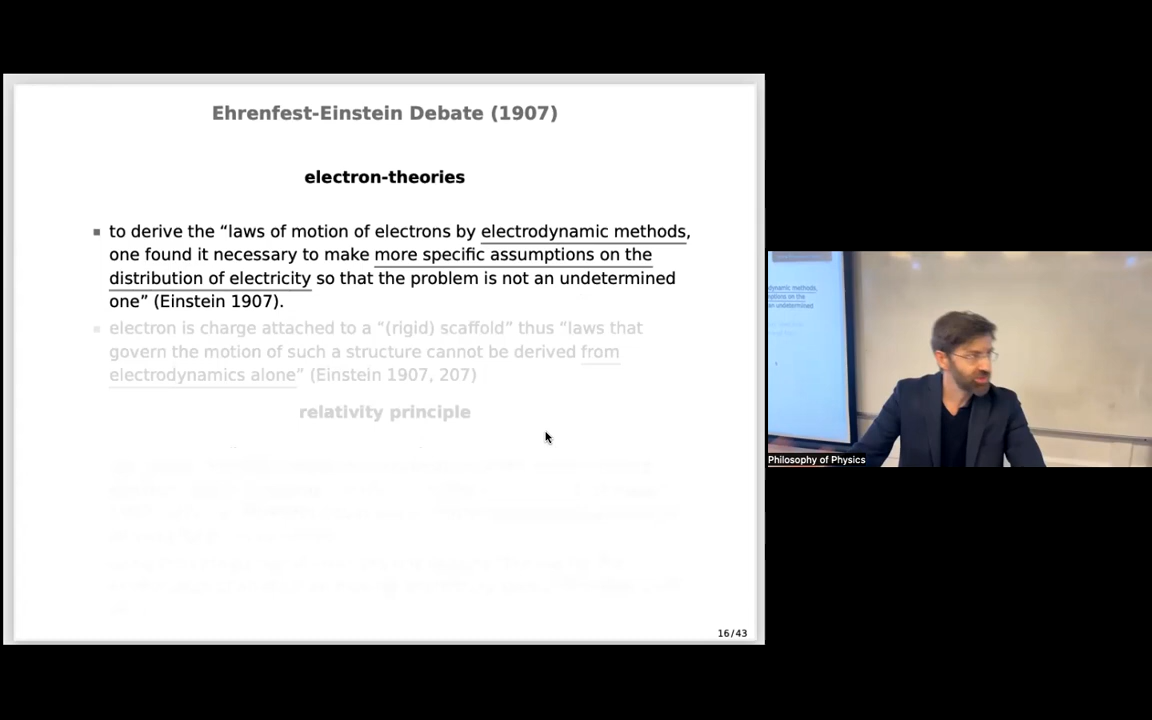 Ehrenfest-Einstein Debate (1907)
electron-theories
▪ to derive the “laws of motion of electrons by electrodynamic methods,
one found it necessary to make more specific assumptions on the
distribution of electricity so that the problem is not an undetermined
one” (Einstein 1907).
▪ electron is charge attached to a “(rigid) scaffold” thus “laws that
govern the motion of such a structure cannot be derived from
electrodynamics alone” (Einstein 1907, 207)
relativity principle
16/43
Philosophy of Physics